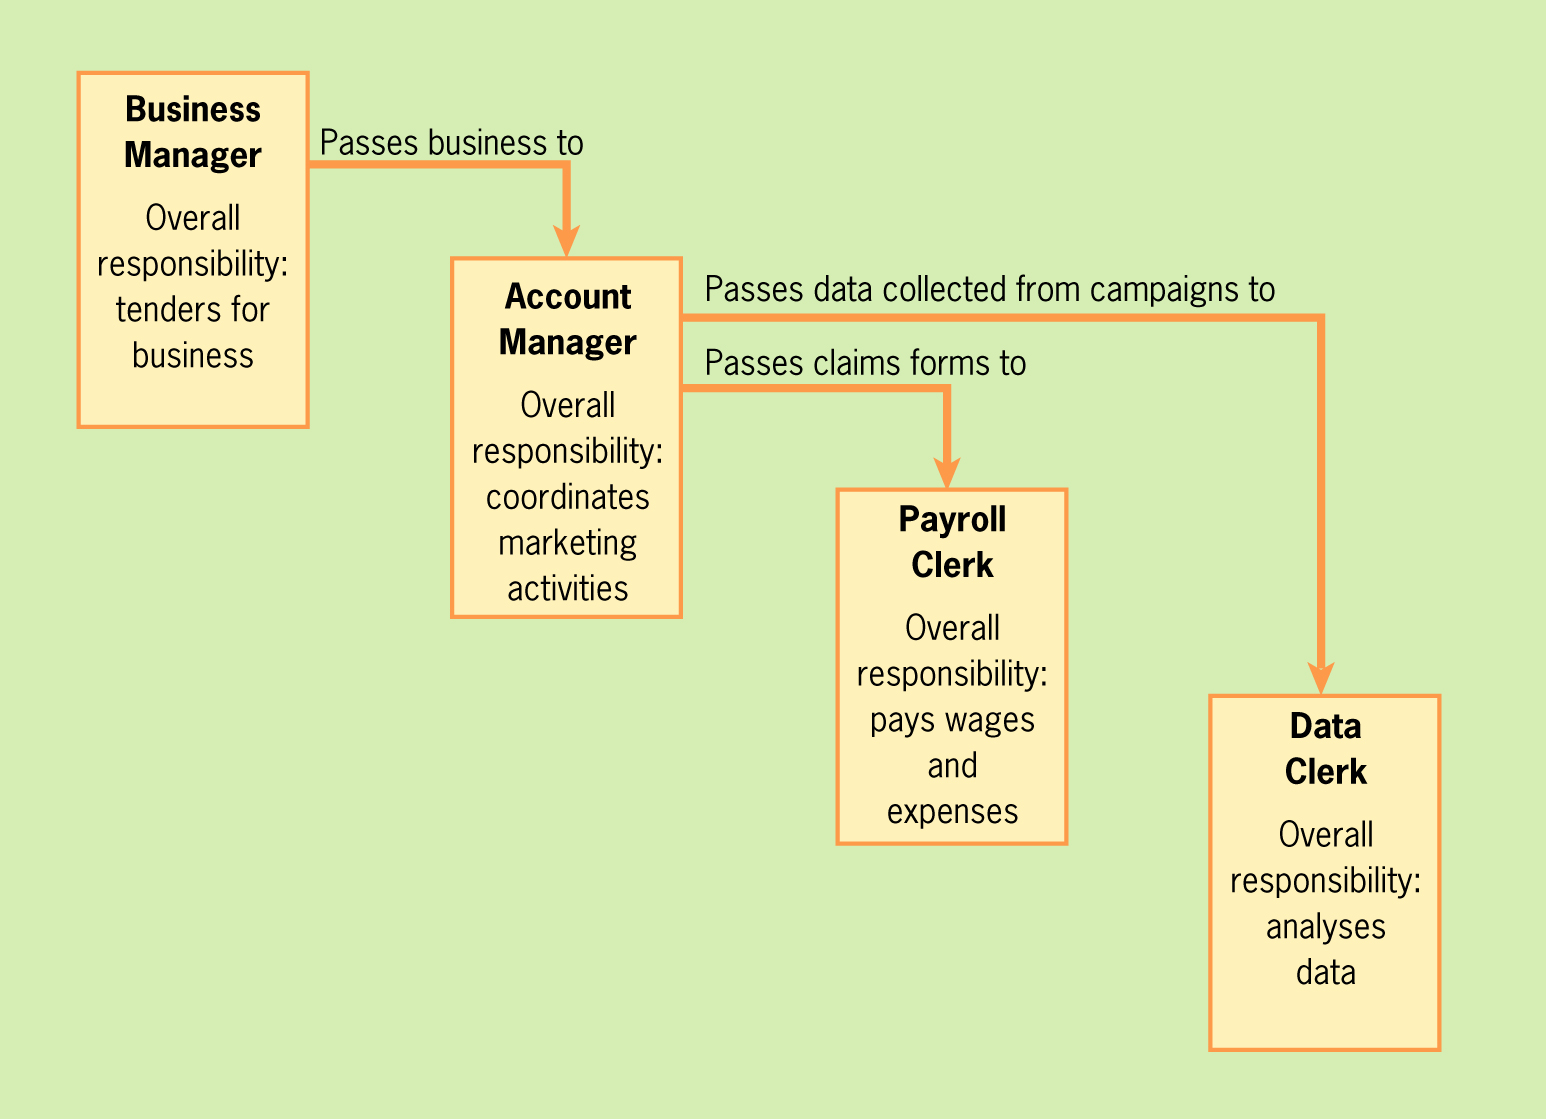 Business
Manager
Overall
responsibility:
tenders for
business
Passes business to
Account
Manager
Overall
responsibility:
coordinates
marketing
activities
Passes data collected from campaigns to
Passes claims forms to
Payroll
Clerk
Overall
responsibility:
pays wages
and
expenses
Data
Clerk
Overall
responsibility:
analyses
data